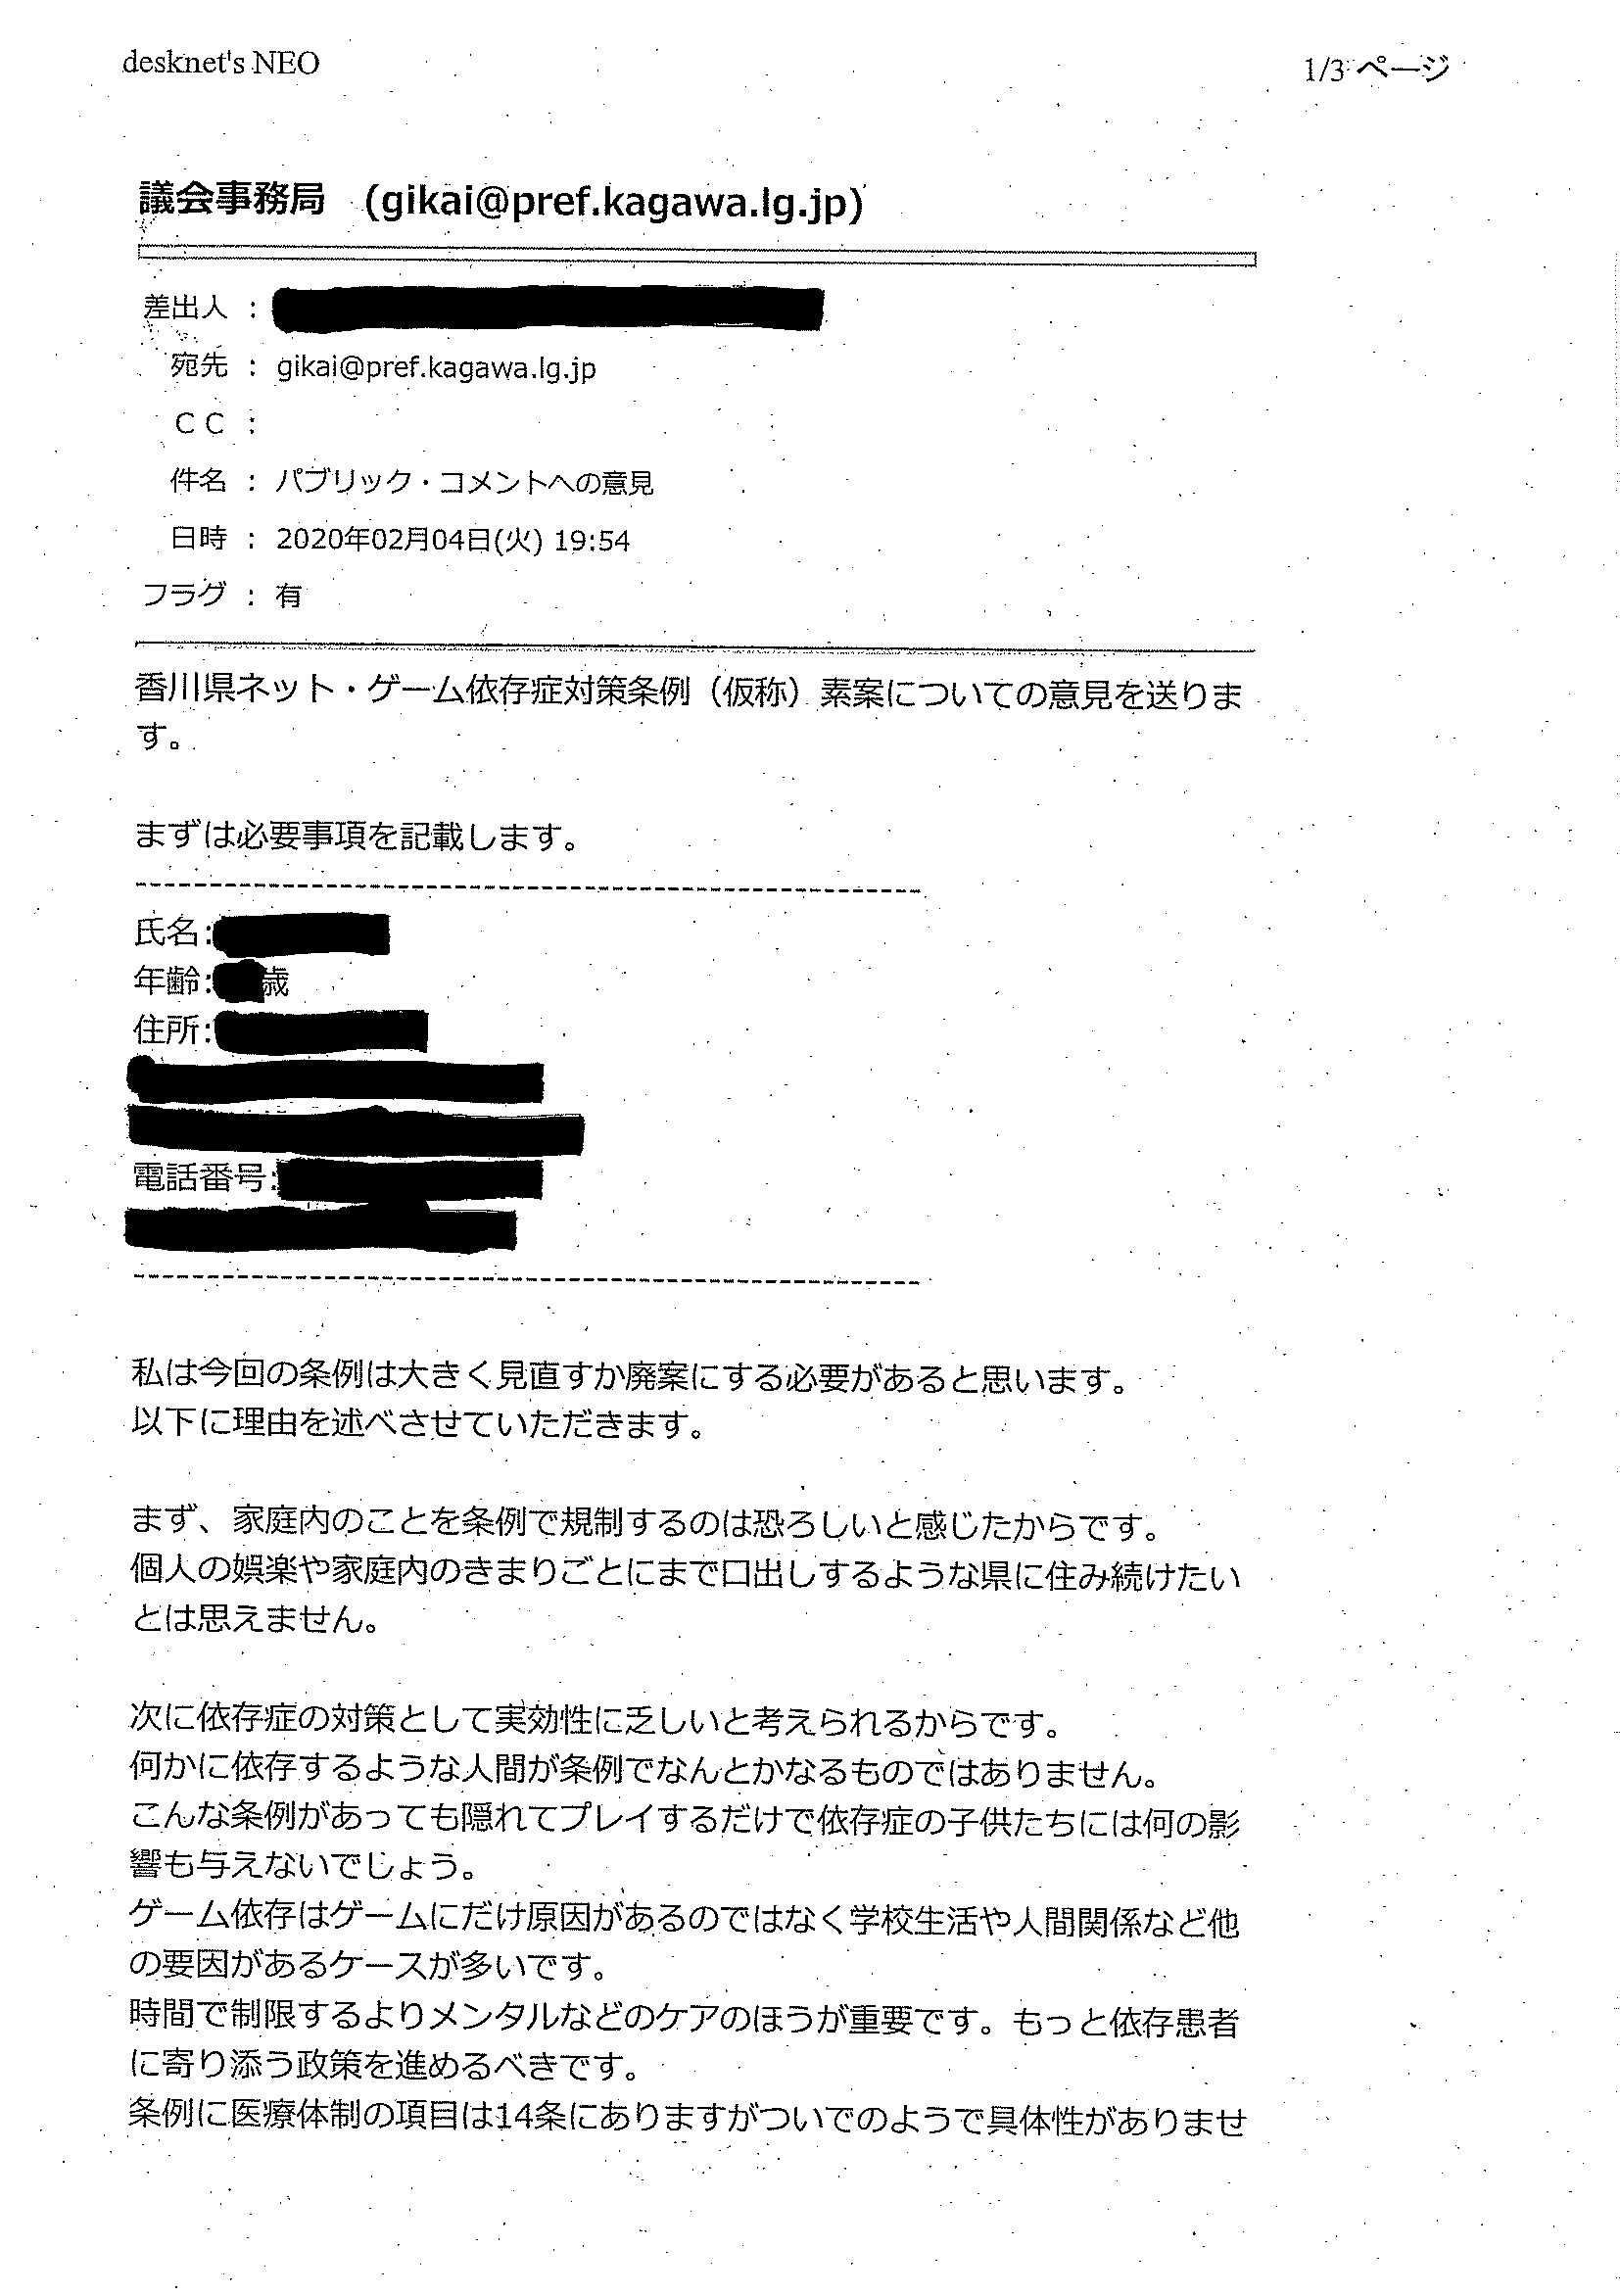 desknet's NEO
1/3 ページ
議会事務局 (gikai@pref.kagawa.lg.jp)
差出人 :
宛先 : gikai@pref.kagawa.lg.jp
ＣＣ :
件名 : パブリック・コメントへの意見
日時 : 2020年02月04日(火) 19:54
フラグ : 有
香川県ネット・ゲーム依存症対策条例（仮称）素案についての意見を送りま
す。
まずは必要事項を記載します。
------------------------------------------------------------
氏名:
年齢: 歳
住所:
電話番号:
------------------------------------------------------------
私は今回の条例は大きく見直すか廃案にする必要があると思います。
以下に理由を述べさせていただきます。
まず、家庭内のことを条例で規制するのは恐ろしいと感じたからです。
個人の娯楽や家庭内のきまりごとにまで口出しするような県に住み続けたい
とは思えません。
次に依存症の対策として実効性に乏しいと考えられるからです。
何かに依存するような人間が条例でなんとかなるものではありません。
こんな条例があっても隠れてプレイするだけで依存症の子供たちには何の影
響も与えないでしょう。
ゲーム依存はゲームにだけ原因があるのではなく学校生活や人間関係など他
の要因があるケースが多いです。
時間で制限するよりメンタルなどのケアのほうが重要です。もっと依存患者
に寄り添う政策を進めるべきです。
条例に医療体制の項目は14条にありますがついでのようで具体性がありませ